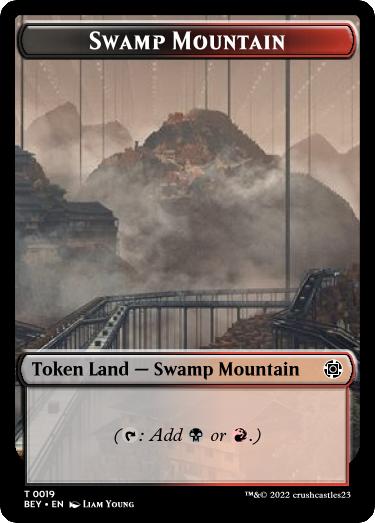 Swamp Mountain
Token Land — Swamp Mountain
(: Add or .)
T 0019
BEY • EN Liam Young
™&© 2022 crushcastles23